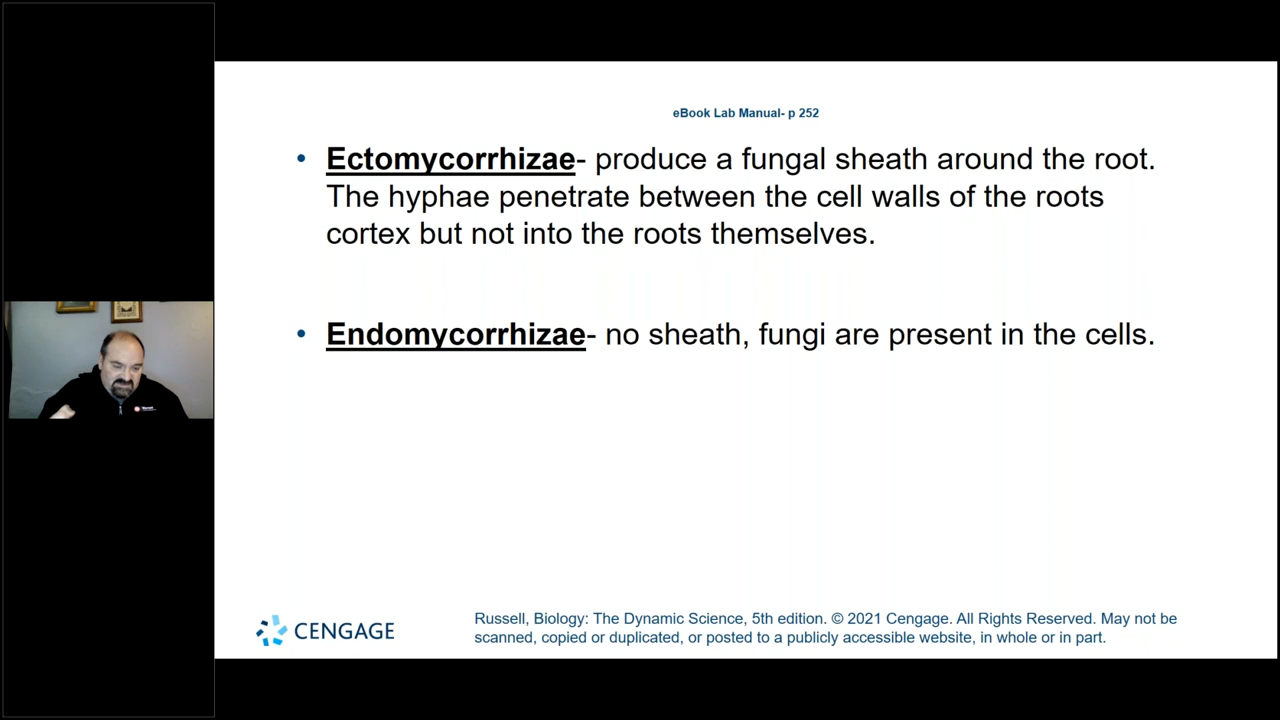 eBook Lab Manual- p 252
• Ectomycorrhizae- produce a fungal sheath around the root.
The hyphae penetrate between the cell walls of the roots
cortex but not into the roots themselves.
• Endomycorrhizae- no sheath, fungi are present in the cells.
CENGAGE
Russell, Biology: The Dynamic Science, 5th edition. © 2021 Cengage. All Rights Reserved. May not be
scanned, copied or duplicated, or posted to a publicly accessible website, in whole or in part.